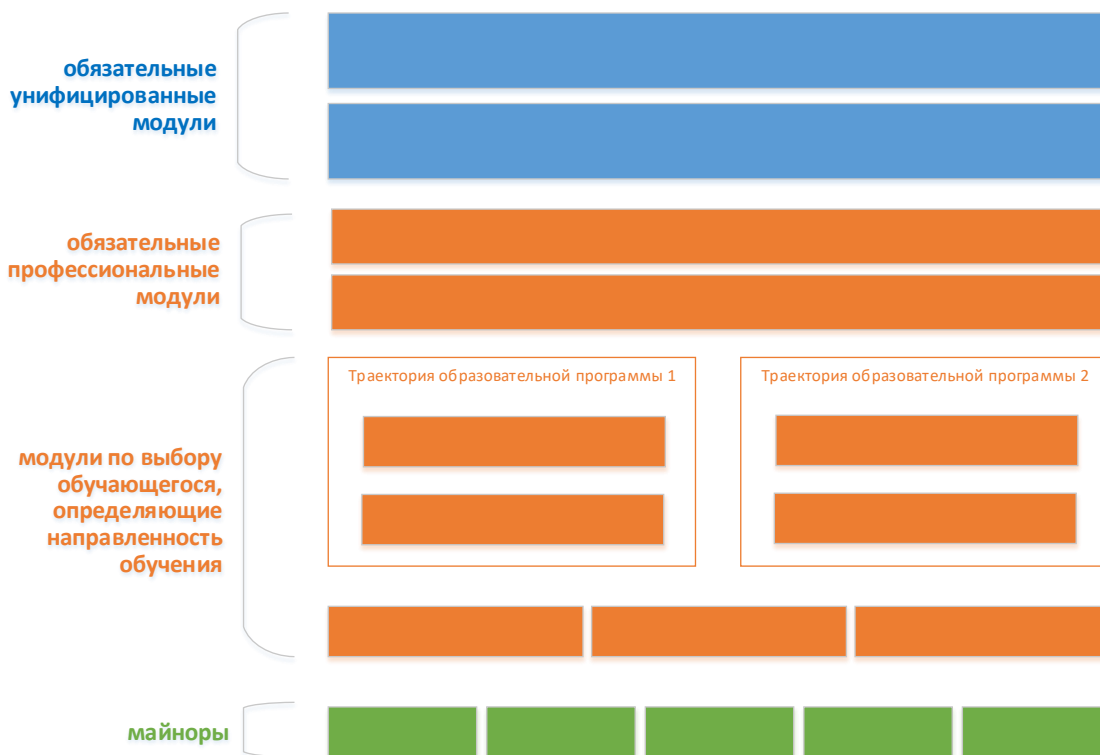 обязательные
унифицированные
модули
обязательные
профессиональные
модули
Траектория образовательной программы 1
Траектория образовательной программы 2
модули по выбору
обучающегося,
определяющие
направленность
обучения
майноры